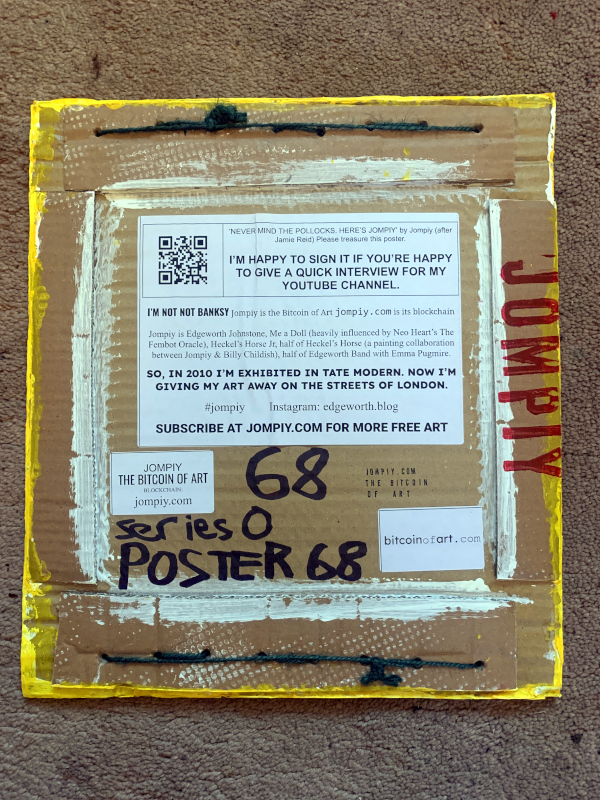 'NEVER MIND THE POLLOCKS. HERE'S JOMPIY' by Jompiy (after
Jamie Reid) Please treasure this poster.
I'M HAPPY TO SIGN IT IF YOU'RE HAPPY
TO GIVE A QUICK INTERVIEW FOR MY
YOUTUBE CHANNEL.
I'M NOT NOT BANKSY Jompiy is the Bitcoin of Art jompiy.com is its blockchain
Jompiy is Edgeworth Johnstone, Me a Doll (heavily influenced by Neo Heart's The
Fembot Oracle), Heckel's Horse Jr, half of Heckel's Horse (a painting collaboration
between Jompiy & Billy Childish), half of Edgeworth Band with Emma Pugmire.
SO, IN 2010 I'M EXHIBITED IN TATE MODERN. NOW I'M
GIVING MY ART AWAY ON THE STREETS OF LONDON.
#jompiy Instagram: edgeworth.blog
SUBSCRIBE AT JOMPIY.COM FOR MORE FREE ART
JOMPIY
JOMPIY
THE BITCOIN OF ART
BLOCKCHAIN
jompiy.com
68
JOMPIY.COM
THE BITCOIN
OF ART
series 0
POSTER 68
bitcoinofart.com